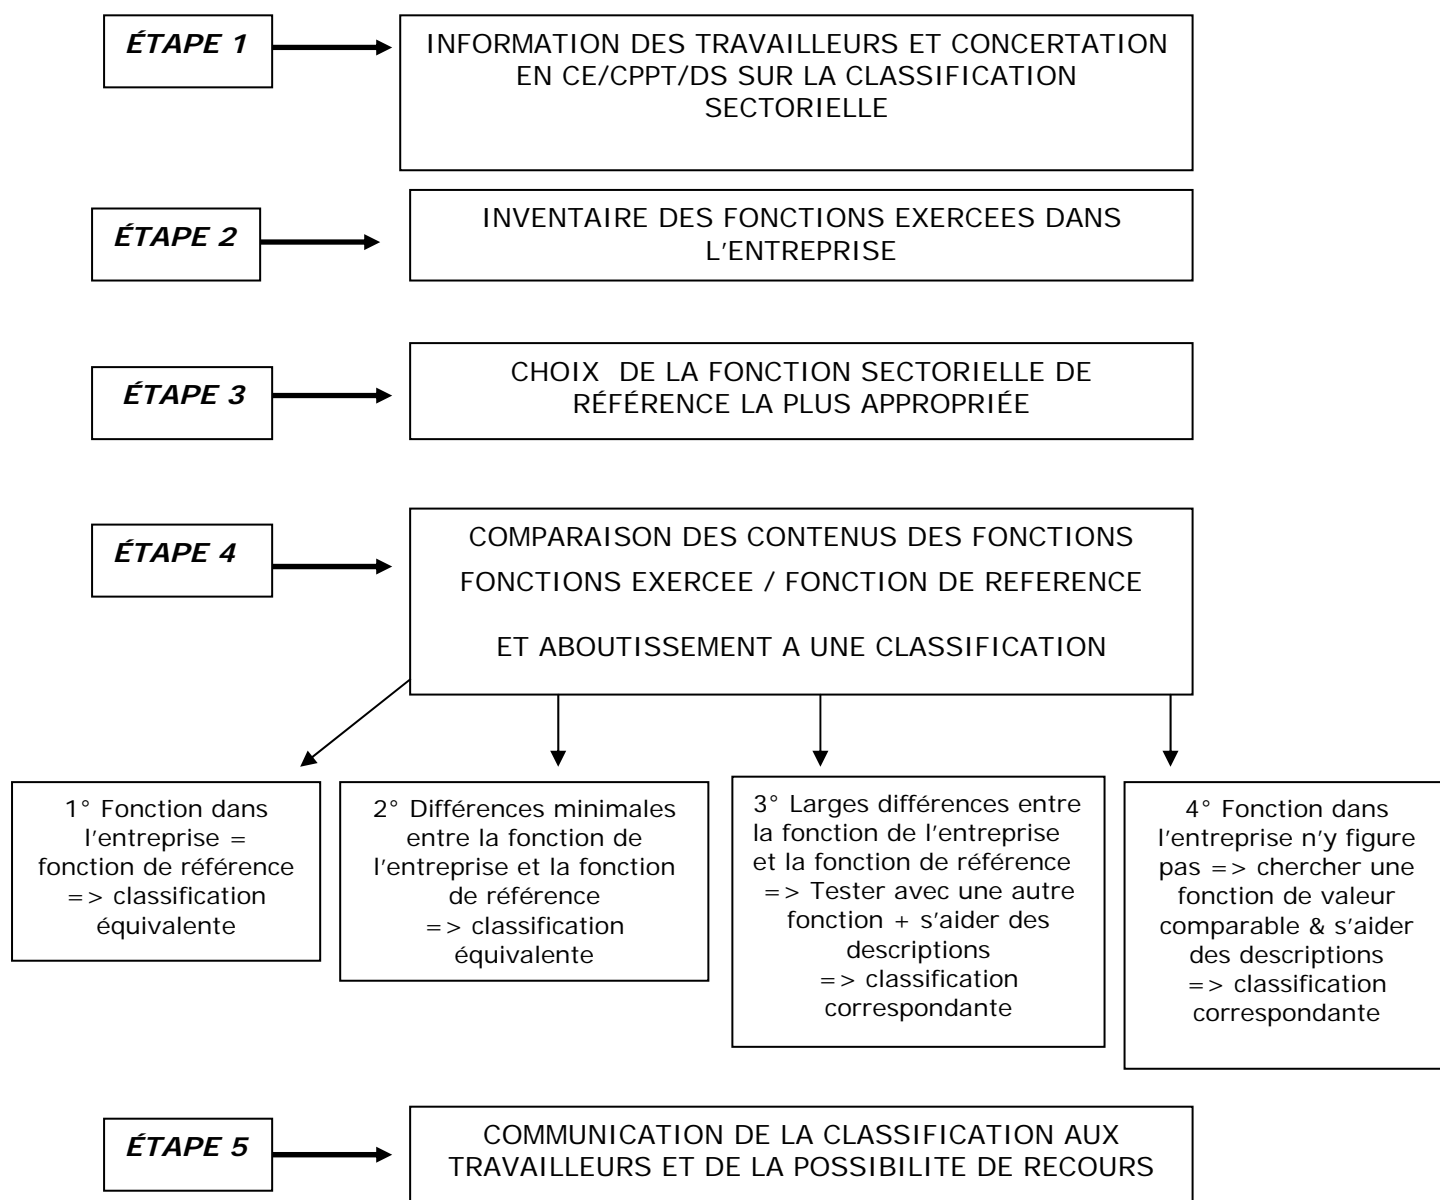 ÉTAPE 1
INFORMATION DES TRAVAILLEURS ET CONCERTATION
EN CE/CPPT/DS SUR LA CLASSIFICATION
SECTORIELLE
ÉTAPE 2
INVENTAIRE DES FONCTIONS EXERCEES DANS
L'ENTREPRISE
ÉTAPE 3
CHOIX DE LA FONCTION SECTORIELLE DE
RÉFÉRENCE LA PLUS APPROPRIÉE
ÉTAPE 4
COMPARAISON DES CONTENUS DES FONCTIONS
FONCTIONS EXERCEE / FONCTION DE REFERENCE
ET ABOUTISSEMENT A UNE CLASSIFICATION
1° Fonction dans
l'entreprise =
fonction de référence
=> classification
équivalente
2° Différences minimales
entre la fonction de
l'entreprise et la fonction
de référence
=> classification
équivalente
3° Larges différences entre
la fonction de l'entreprise
et la fonction de référence
=> Tester avec une autre
fonction + s'aider des
descriptions
=> classification
correspondante
4° Fonction dans
l'entreprise n'y figure
pas => chercher une
fonction de valeur
comparable & s'aider
des descriptions
=> classification
correspondante
ÉTAPE 5
COMMUNICATION DE LA CLASSIFICATION AUX
TRAVAILLEURS ET DE LA POSSIBILITE DE RECOURS